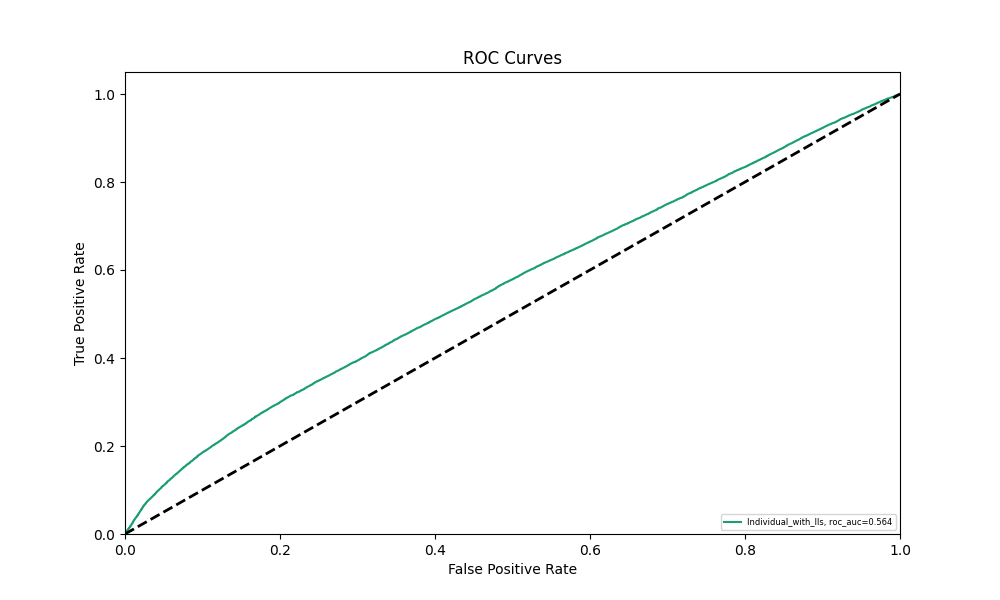 ROC Curves
True Positive Rate
1.0
0.8
0.6
0.4
0.2
0.0
0.0 0.2 0.4 0.6 0.8 1.0
False Positive Rate
Individual_with_lls, roc_auc=0.564